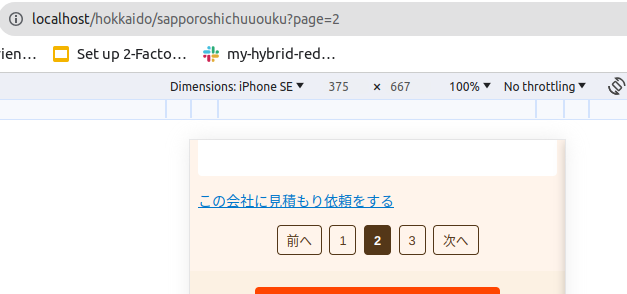 localhost/hokkaido/sapporoshichuuouku?page=2
rien... Set up 2-Facto... my-hybrid-red...
Dimensions: iPhone SE 375 × 667 100% No throttling
この会社に見積もり依頼をする
前へ 1 2 3 次へ